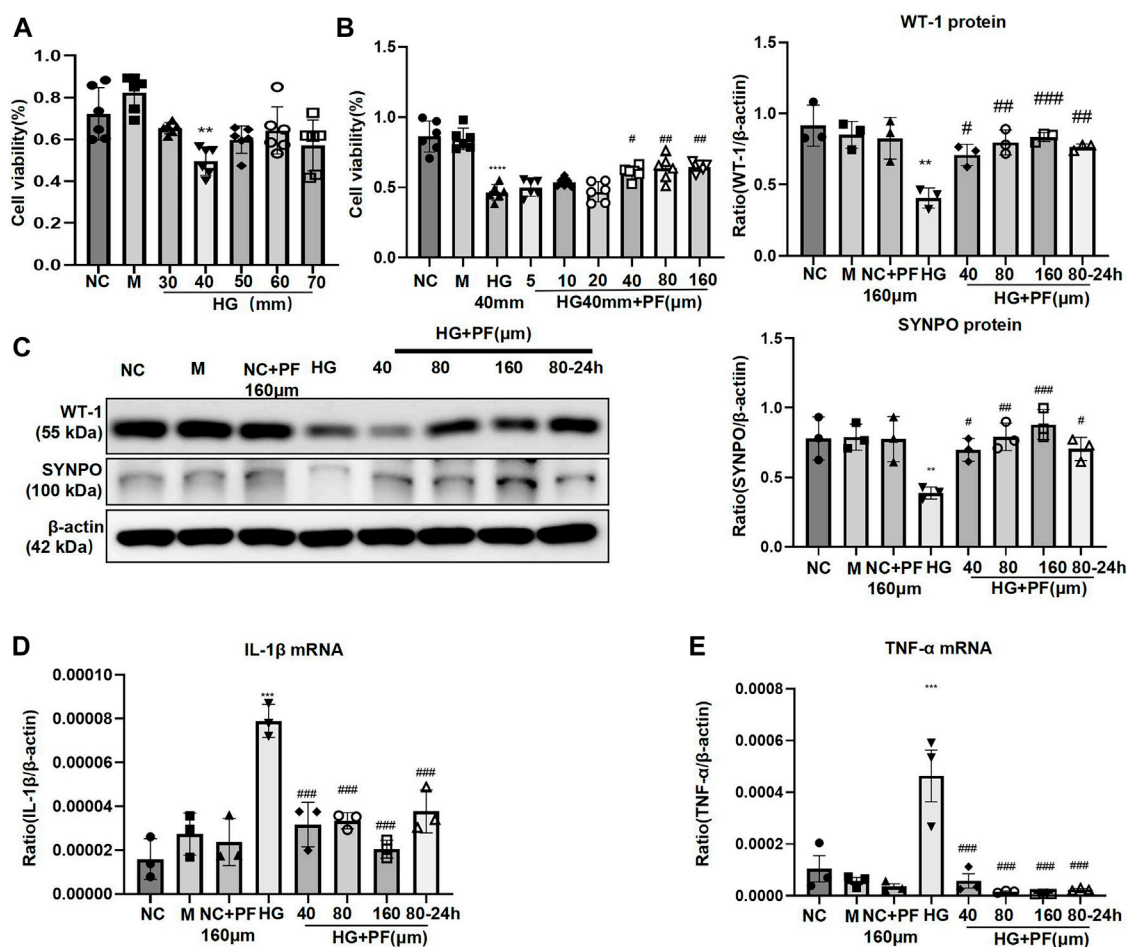 A
Cell viability(%)
1.0
0.8
0.6
0.4
0.2
0.0
**
NC M 30 40 50 60 70
HG (mm)
B
Cell viability(%)
1.5
1.0
0.5
0.0
**** # ## ##
NC M HG 5 10 20 40 80 160
40mm HG40mm+PF(μm)
WT-1 protein
Ratio(WT-1/β-actiin)
1.5
1.0
0.5
0.0
** # ## ### ##
NC M NC+PF HG 40 80 160 80-24h
160μm HG+PF(μm)
C
HG+PF(μm)
NC M NC+PF HG 40 80 160 80-24h
160μm
WT-1
(55 kDa)
SYNPO
(100 kDa)
β-actin
(42 kDa)
SYNPO protein
Ratio(SYNPO/β-actiin)
1.5
1.0
0.5
0.0
** # ## ### #
NC M NC+PF HG 40 80 160 80-24h
160μm HG+PF(μm)
D
IL-1β mRNA
Ratio(IL-1β/β-actin)
0.00010
0.00008
0.00006
0.00004
0.00002
0.00000
*** ### ### ### ###
NC M NC+PF HG 40 80 160 80-24h
160μm HG+PF(μm)
E
TNF-α mRNA
Ratio(TNF-α/β-actin)
0.0008
0.0006
0.0004
0.0002
0.0000
*** ### ### ### ###
NC M NC+PF HG 40 80 160 80-24h
160μm HG+PF(μm)